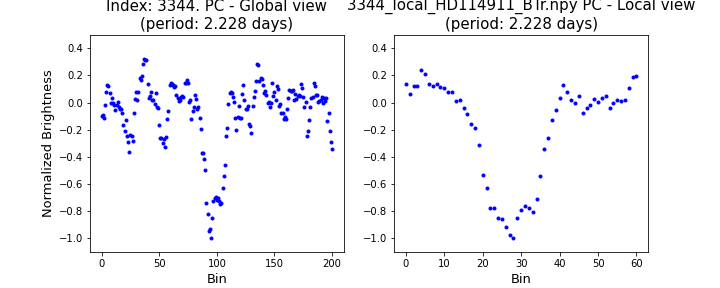 Index: 3344. PC - Global view
(period: 2.228 days)
3344_local_HD114911_BTr.npy PC - Local view
(period: 2.228 days)
Normalized Brightness
0.4
0.2
0.0
−0.2
−0.4
−0.6
−0.8
−1.0
0 50 100 150 200
Bin
0.4
0.2
0.0
−0.2
−0.4
−0.6
−0.8
−1.0
0 10 20 30 40 50 60
Bin